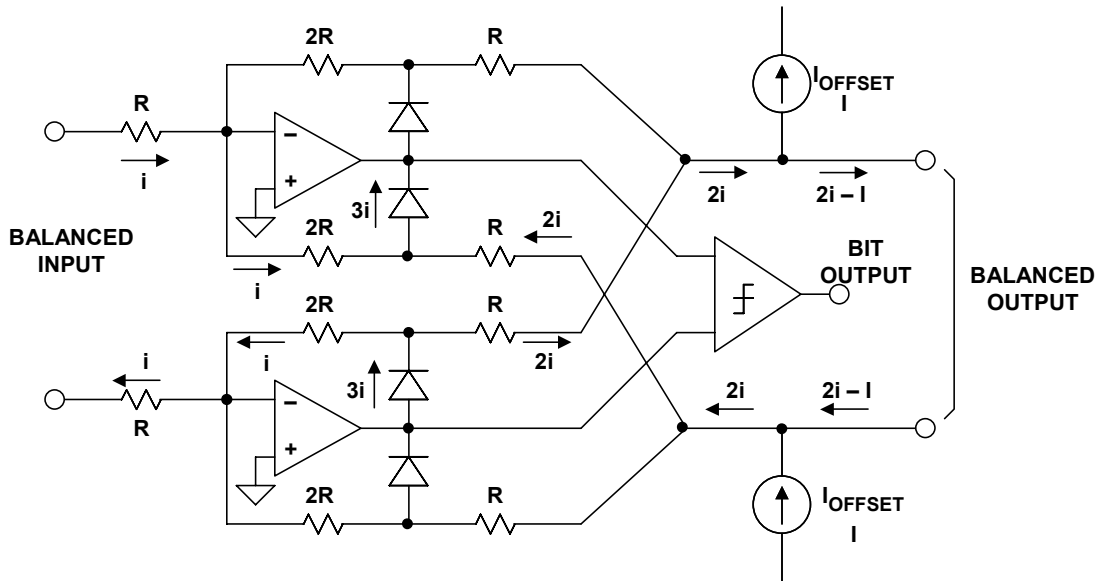 2R
R
I OFFSET
I
R
−
+
i
3i
2i
2i
2i – I
2R
R
i
BALANCED
INPUT
BIT
OUTPUT
BALANCED
OUTPUT
2R
R
i
i
3i
2i
2i
2i – I
R
−
+
2R
R
I OFFSET
I